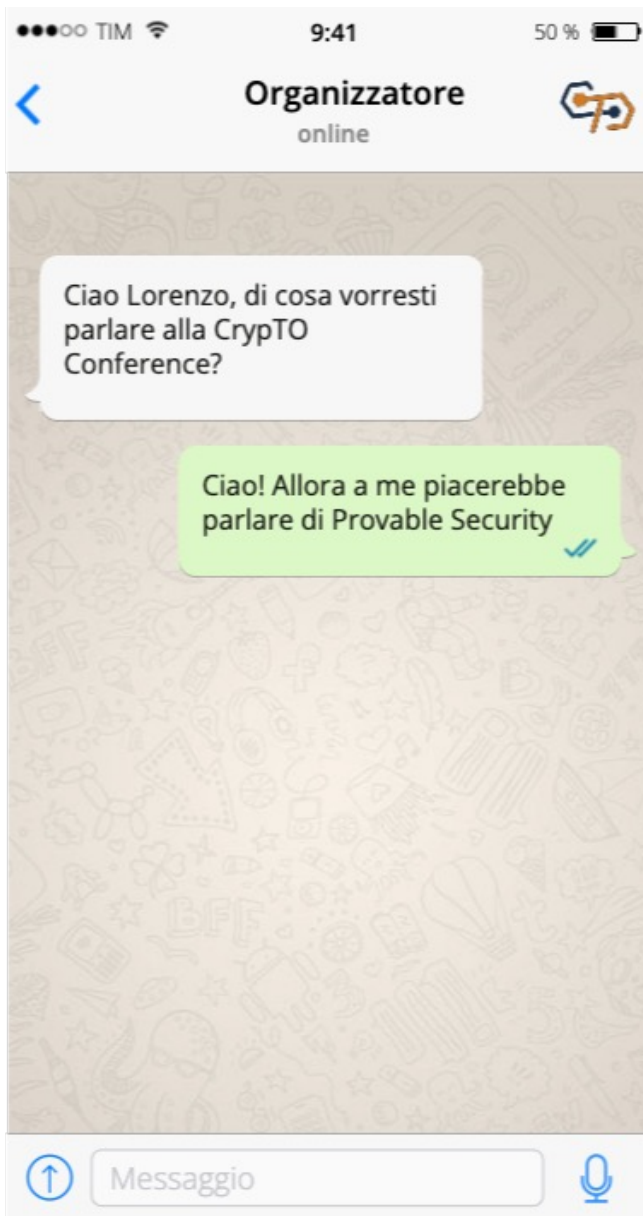 TIM 9:41 50 %
Organizzatore
online
Ciao Lorenzo, di cosa vorresti
parlare alla CrypTO
Conference?
Ciao! Allora a me piacerebbe
parlare di Provable Security
Messaggio